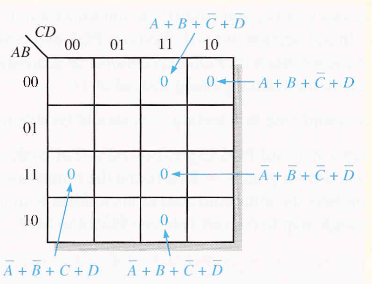 A + B + C̅ + D̅
CD
AB
00 01 11 10
00 0 0 A + B + C̅ + D
01
11 0 0 A̅ + B̅ + C̅ + D̅
10 0
A̅ + B̅ + C + D A̅ + B + C̅ + D̅